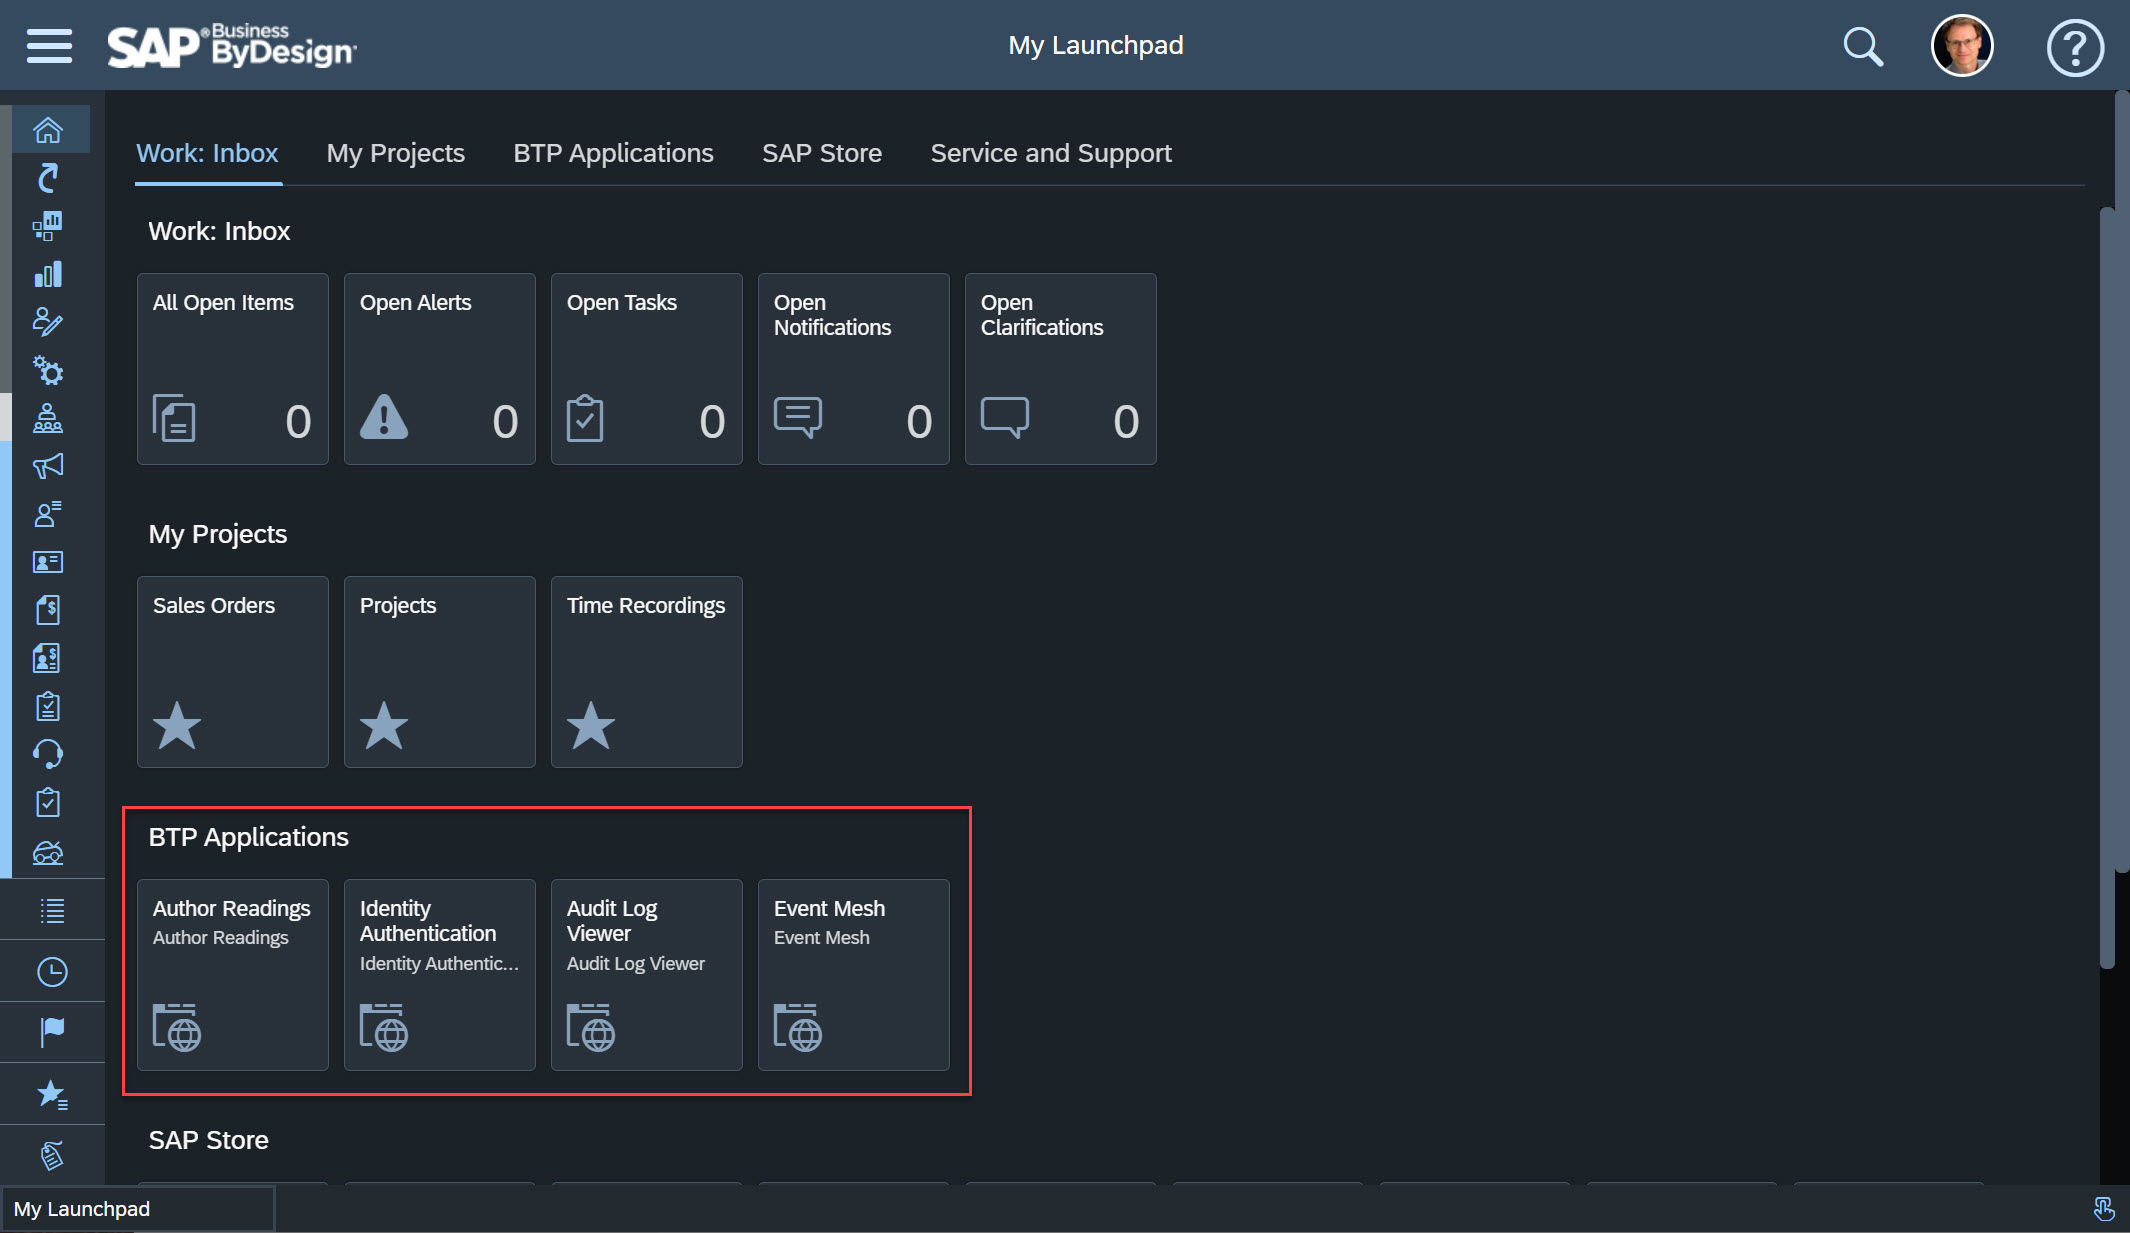 SAP® Business ByDesign™
My Launchpad
Work: Inbox
My Projects
BTP Applications
SAP Store
Service and Support
Work: Inbox
All Open Items
0
Open Alerts
0
Open Tasks
0
Open
Notifications
0
Open
Clarifications
0
My Projects
Sales Orders
Projects
Time Recordings
BTP Applications
Author Readings
Author Readings
Identity
Authentication
Identity Authentic...
Audit Log
Viewer
Audit Log Viewer
Event Mesh
Event Mesh
SAP Store
My Launchpad